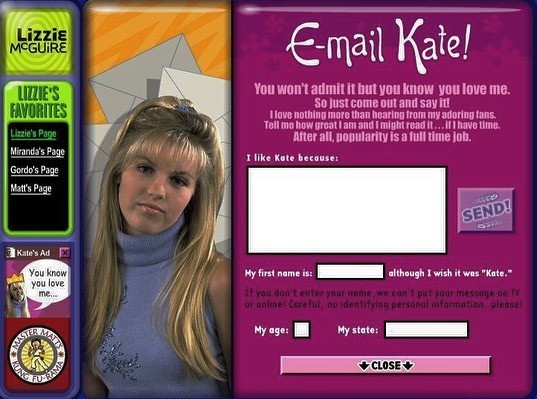 Lizzie
McGUiRE
LIZZIE'S
FAVORITES
Lizzie's Page
Miranda's Page
Gordo's Page
Matt's Page
Kate's Ad X
You know
you love
me...
MASTER MATT'S
KUNG FU-RAMA
E-mail Kate!
You won't admit it but you know you love me.
So just come out and say it!
I love nothing more than hearing from my adoring fans.
Tell me how great I am and I might read it . . . if I have time.
After all, popularity is a full time job.
I like Kate because:
SEND!
My first name is: although I wish it was "Kate."
If you don't enter your name, we can't put your message on TV
or online! Careful, no identifying personal information, please!
My age: My state:
CLOSE